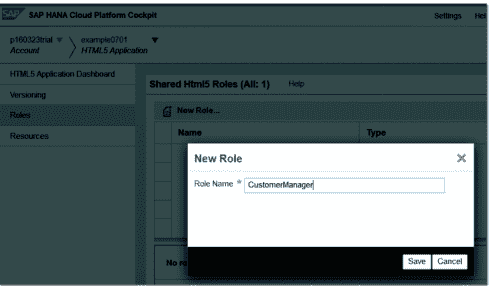 SAP HANA Cloud Platform Cockpit
Settings
p160323trial
example0701
Account
HTML5 Application
HTML5 Application Dashboard
Versioning
Roles
Resources
Shared Html5 Roles (All: 1)
Help
New Role...
Name
Type
New Role
Role Name *
CustomerManager
Save
Cancel